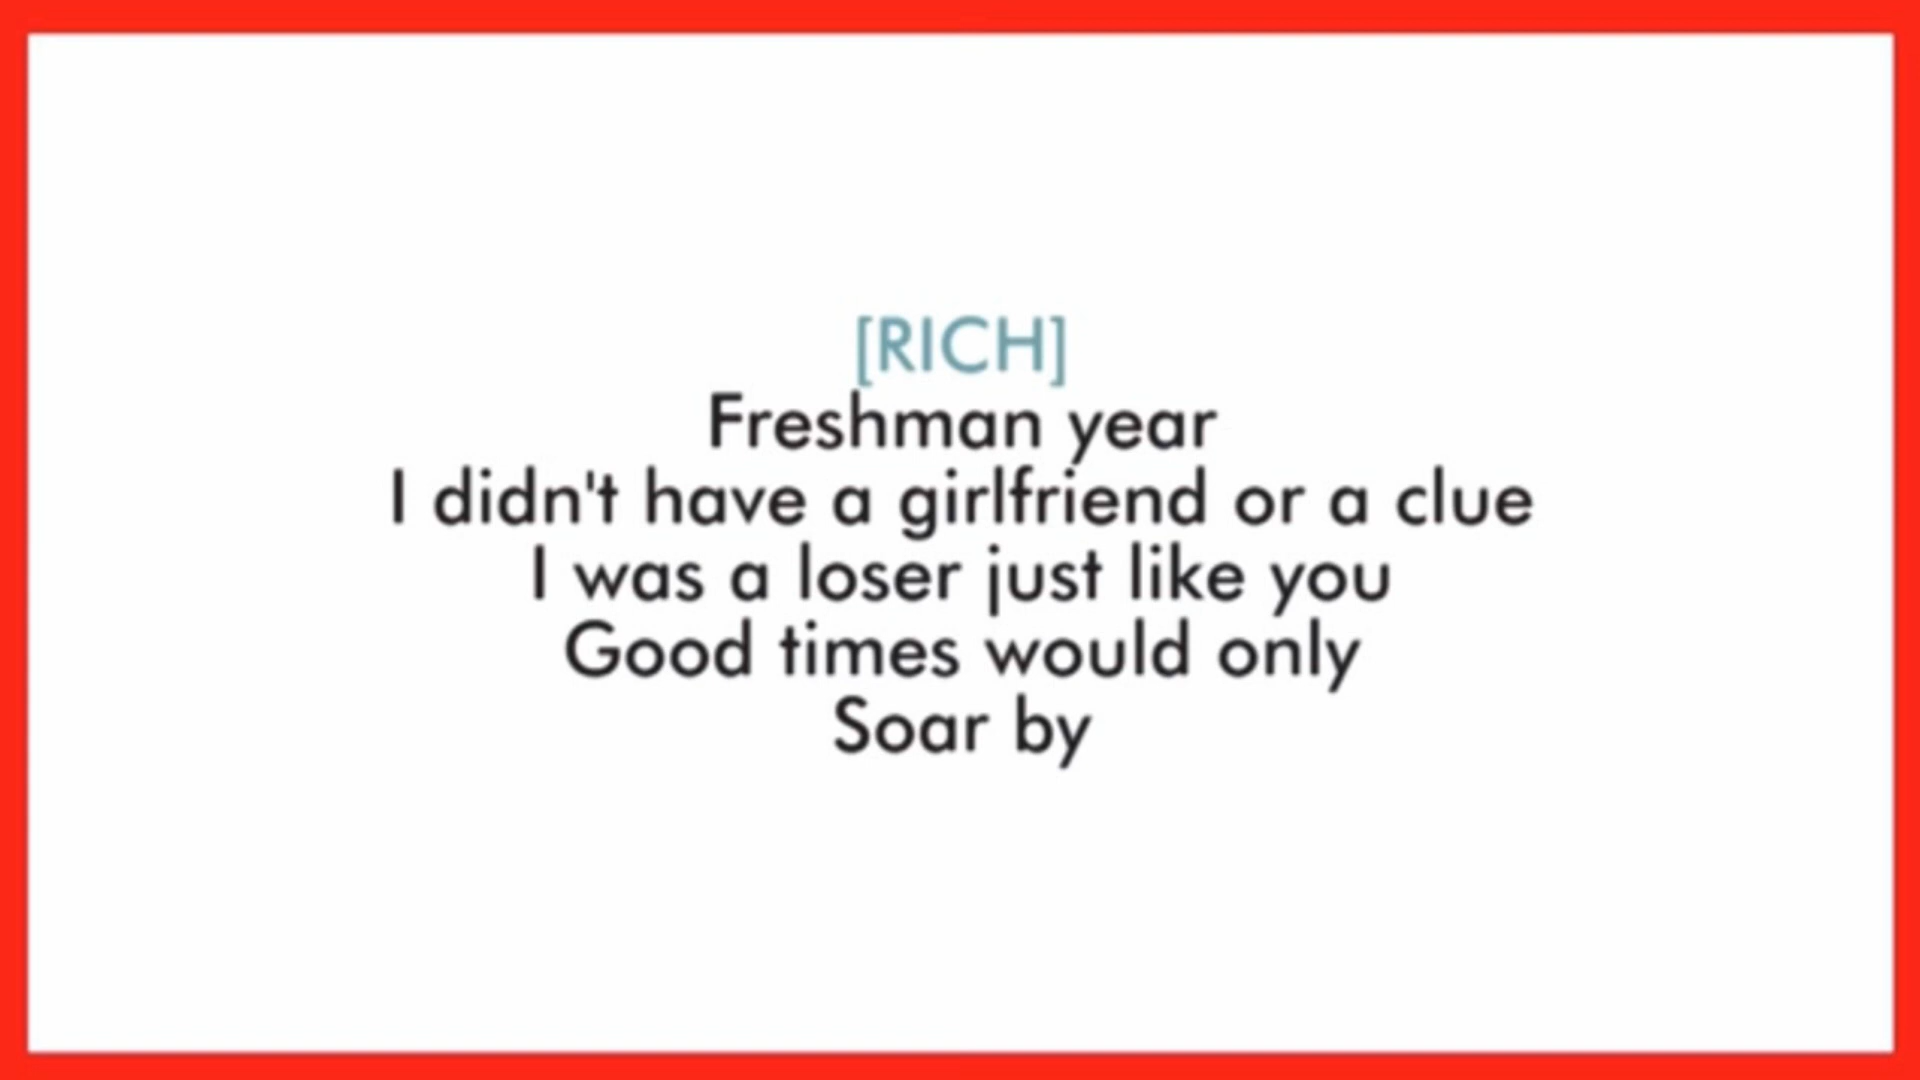 [RICH]
Freshman year
I didn't have a girlfriend or a clue
I was a loser just like you
Good times would only
Soar by